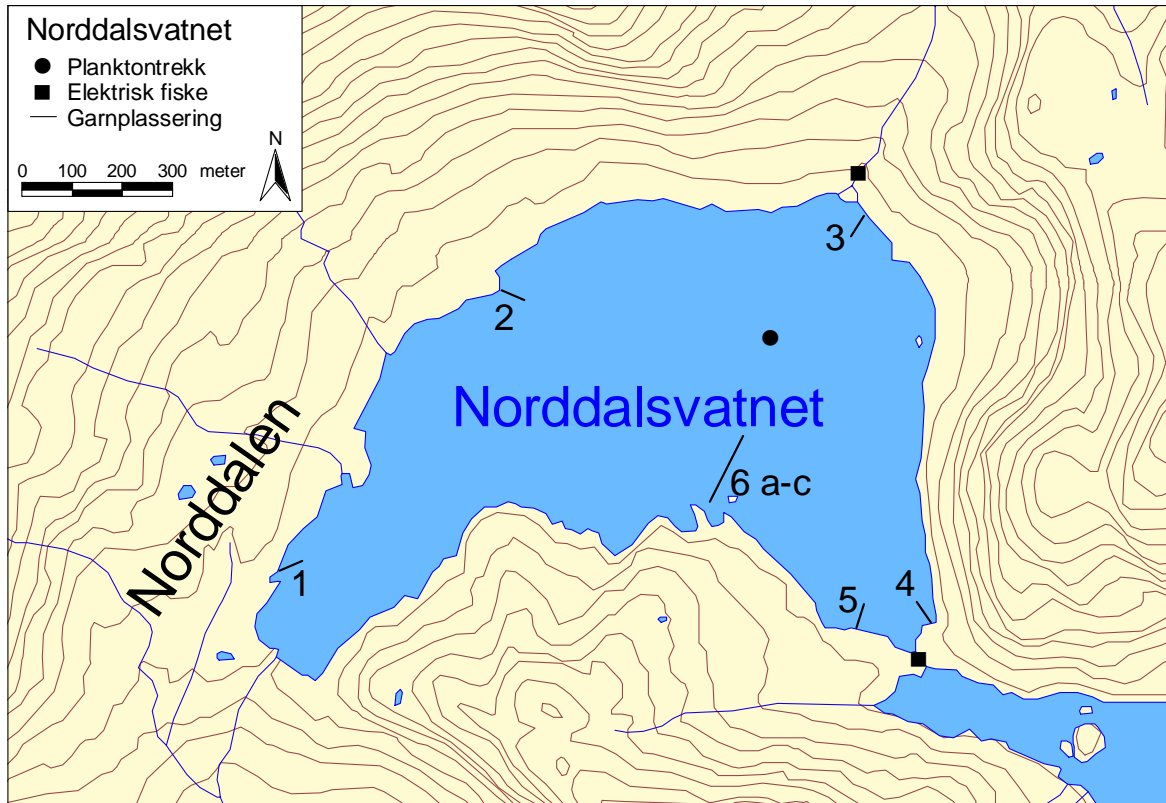 Norddalsvatnet
Planktontrekk
Elektrisk fiske
Garnplassering
N
0 100 200 300 meter
3
2
Norddalsvatnet
6 a-c
Norddalen
1
5
4